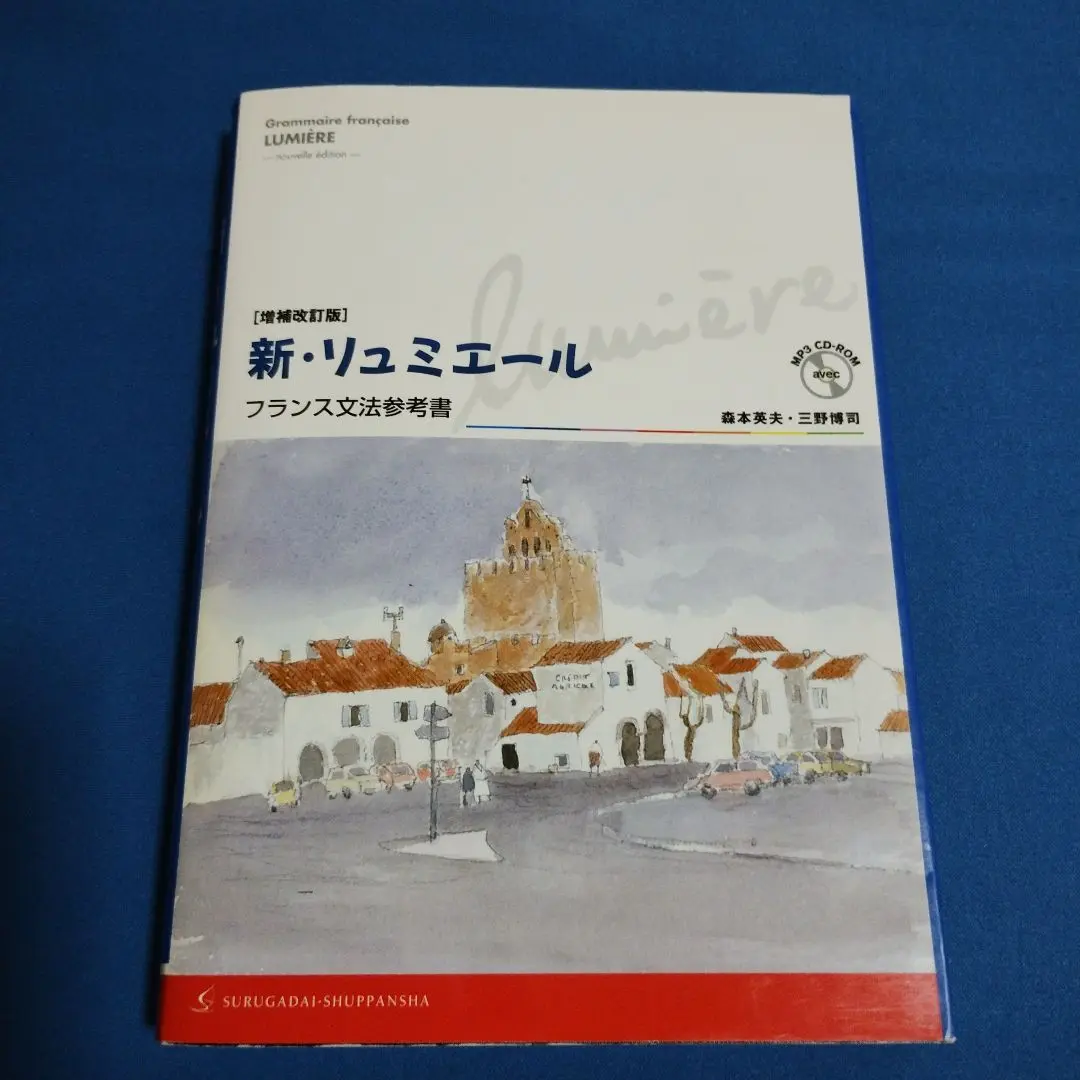 Grammaire française
LUMIÈRE
— nouvelle édition —
lumière
[増補改訂版]
新・リュミエール
フランス文法参考書
MP3 CD-ROM
avec
森本英夫・三野博司
CRÉDIT
AGRICOLE
SURUGADAI・SHUPPANSHA